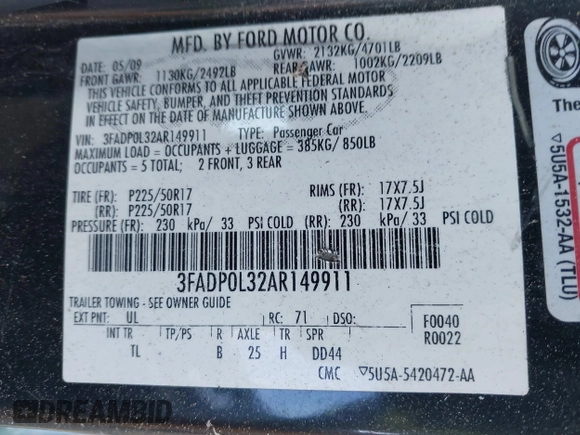 MFD. BY FORD MOTOR CO.
DATE: 05/09 GVWR: 2132KG/4701LB
FRONT GAWR: 1130KG/2492LB REAR GAWR: 1002KG/2209LB
THIS VEHICLE CONFORMS TO ALL APPLICABLE FEDERAL MOTOR
VEHICLE SAFETY, BUMPER, AND THEFT PREVENTION STANDARDS
IN EFFECT ON THE DATE OF MANUFACTURE SHOWN ABOVE.
VIN: 3FADP0L32AR149911 TYPE: Passenger Car
MAXIMUM LOAD = OCCUPANTS + LUGGAGE = 385KG/ 850LB
OCCUPANTS = 5 TOTAL: 2 FRONT, 3 REAR
TIRE (FR): P225/50R17 RIMS (FR): 17X7.5J
(RR): P225/50R17 (RR): 17X7.5J
PRESSURE (FR): 230 kPa/ 33 PSI COLD (RR): 230 kPa/ 33 PSI COLD
3FADP0L32AR149911
TRAILER TOWING - SEE OWNER GUIDE
EXT PNT: UL RC: 71 DSO: F0040
INT TR TP/PS R AXLE TR SPR R0022
TL B 25 H DD44
CMC ▽5U5A-5420472-AA
The
▽5U5A-1532-AA (TLU)
DREAMBID